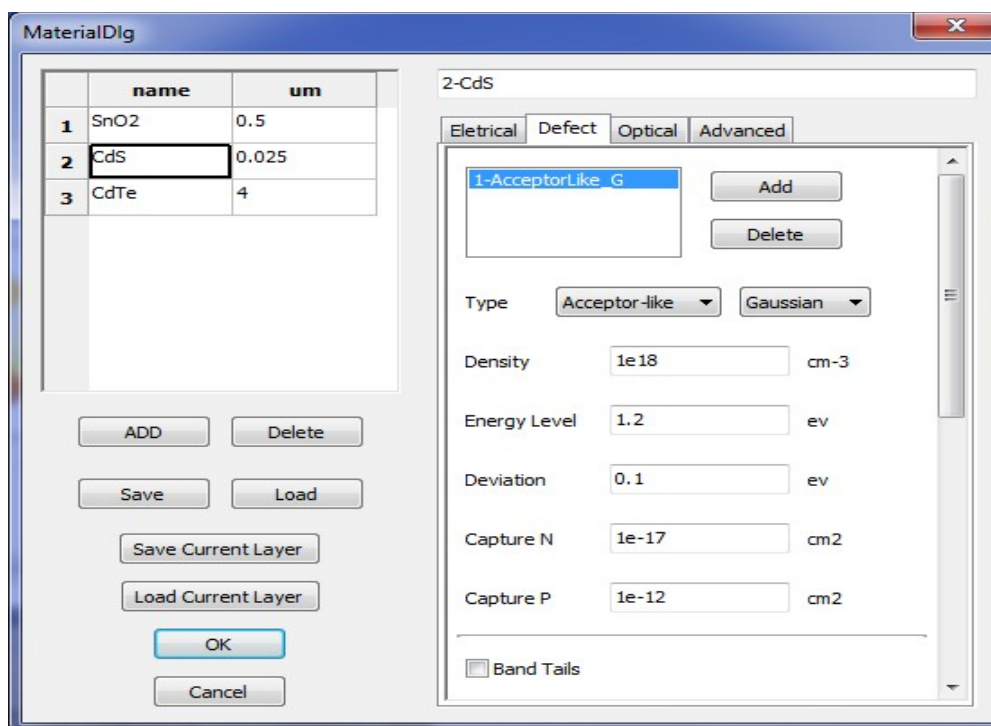 MaterialDlg
name um
1 SnO2 0.5
2 CdS 0.025
3 CdTe 4
ADD Delete
Save Load
Save Current Layer
Load Current Layer
OK
Cancel
2-CdS
Eletrical Defect Optical Advanced
1-AcceptorLike_G
Add
Delete
Type Acceptor-like Gaussian
Density 1e18 cm-3
Energy Level 1.2 ev
Deviation 0.1 ev
Capture N 1e-17 cm2
Capture P 1e-12 cm2
Band Tails